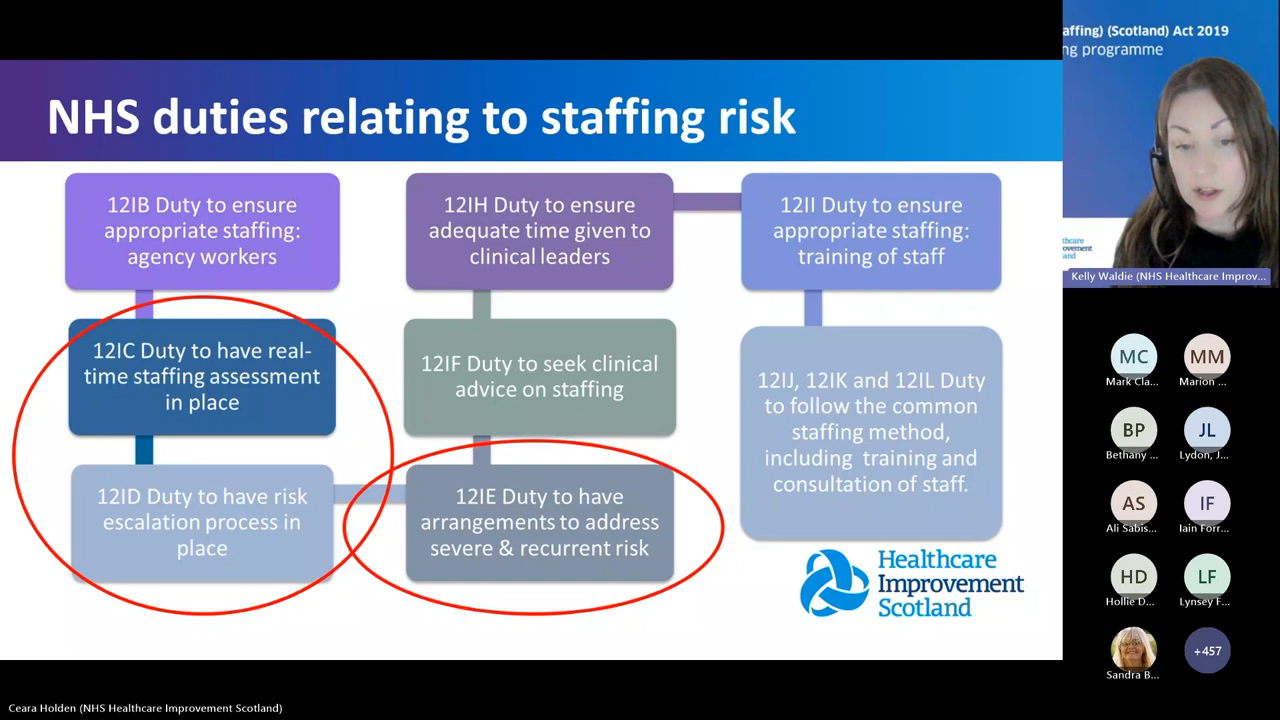 NHS duties relating to staffing risk
12IB Duty to ensure
appropriate staffing:
agency workers
12IC Duty to have real-
time staffing assessment
in place
12ID Duty to have risk
escalation process in
place
12IH Duty to ensure
adequate time given to
clinical leaders
12IF Duty to seek clinical
advice on staffing
12IE Duty to have
arrangements to address
severe & recurrent risk
12II Duty to ensure
appropriate staffing:
training of staff
12IJ, 12IK and 12IL Duty
to follow the common
staffing method,
including training and
consultation of staff.
Healthcare
Improvement
Scotland
affing) (Scotland) Act 2019
ng programme
thcare
ovement
and
Kelly Waldie (NHS Healthcare Improv...
MC
Mark Cla...
MM
Marion ...
BP
Bethany ...
JL
Lydon, J...
AS
Ali Sabis...
IF
Iain Forr...
HD
Hollie D...
LF
Lynsey F...
Sandra B...
+457
Ceara Holden (NHS Healthcare Improvement Scotland)